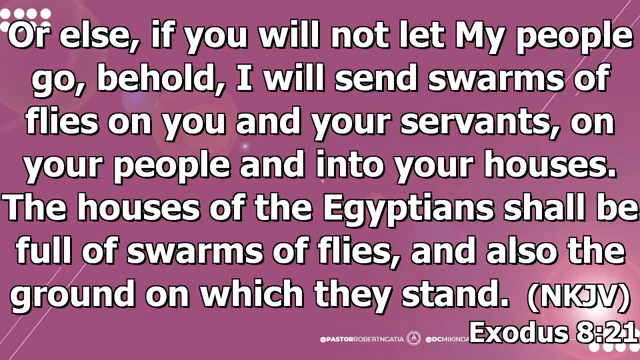 Or else, if you will not let My people
go, behold, I will send swarms of
flies on you and your servants, on
your people and into your houses.
The houses of the Egyptians shall be
full of swarms of flies, and also the
ground on which they stand. (NKJV)
Exodus 8:21
@PASTORROBERTNGATIA @DCMIKINDA